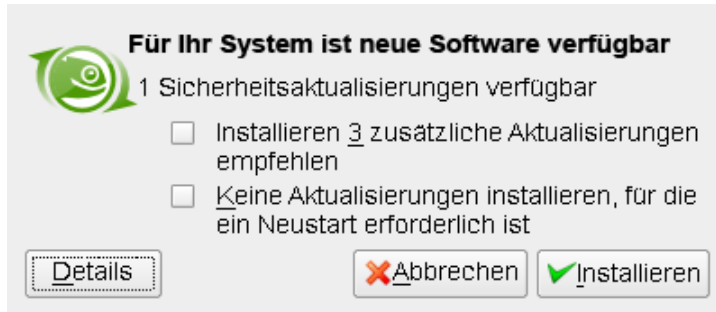 Für Ihr System ist neue Software verfügbar
1 Sicherheitsaktualisierungen verfügbar
Installieren 3 zusätzliche Aktualisierungen
empfehlen
Keine Aktualisierungen installieren, für die
ein Neustart erforderlich ist
Details
Abbrechen
Installieren